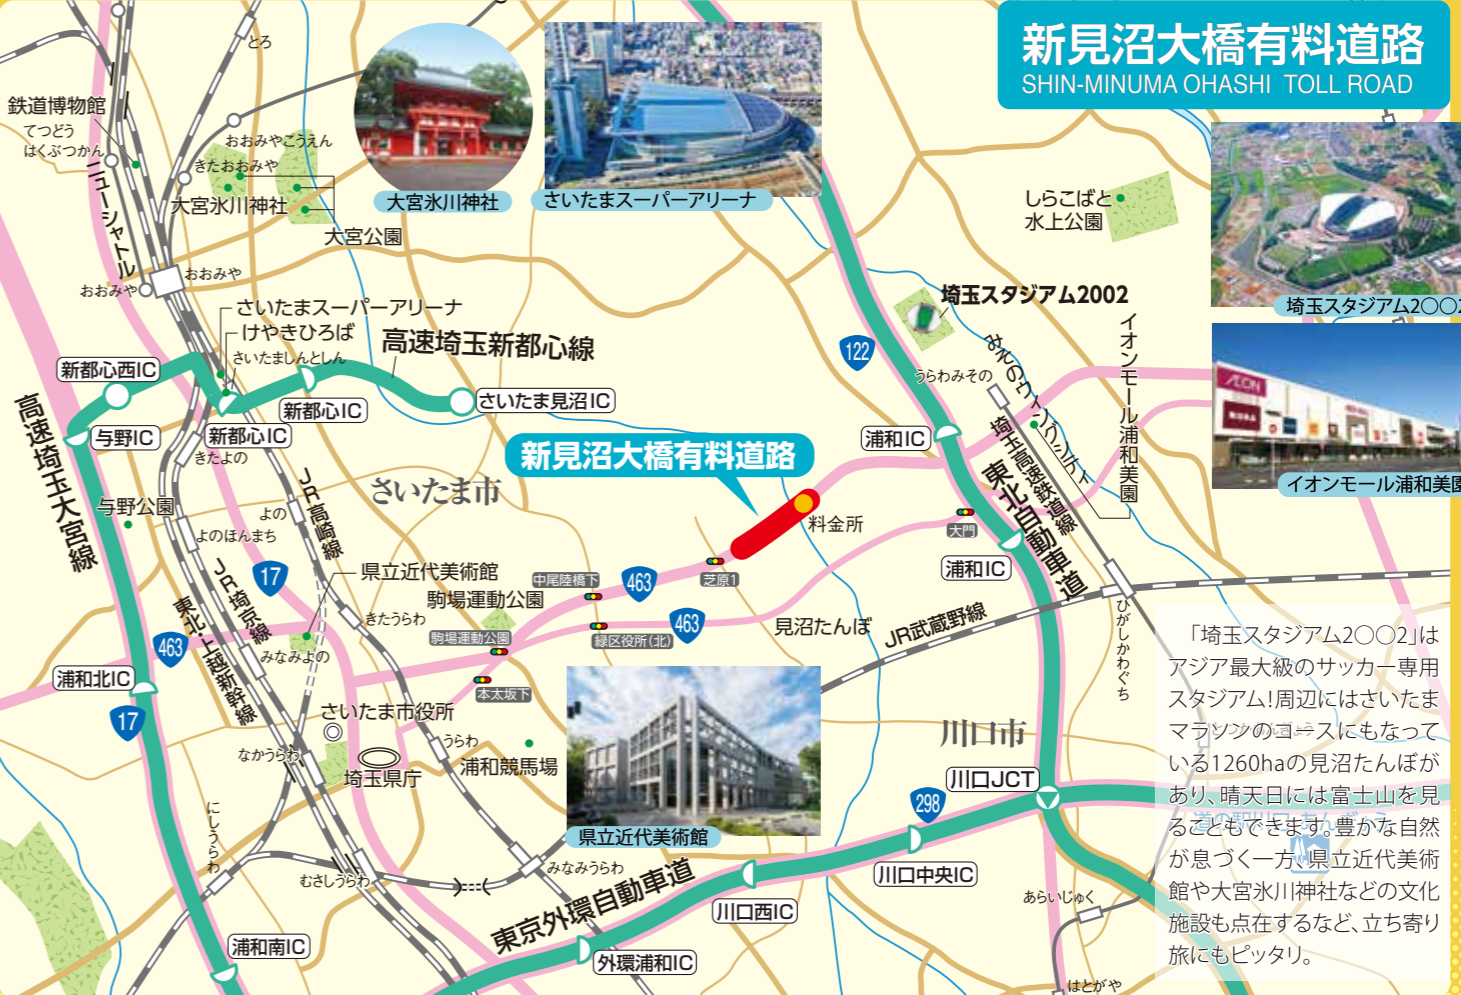 新見沼大橋有料道路
SHIN-MINUMA OHASHI TOLL ROAD
とろ
鉄道博物館
てつどう
はくぶつかん
ニューシャトル
おおみやこうえん
きたおおみや
大宮氷川神社
大宮公園
大宮氷川神社
さいたまスーパーアリーナ
しらこばと
水上公園
埼玉スタジアム2〇〇2
おおみや
おおみや
さいたまスーパーアリーナ
けやきひろば
さいたましんとしん
高速埼玉新都心線
埼玉スタジアム2002
122
イオンモール浦和美園
みそのウイングシティ
うらわみその
新都心西IC
新都心IC
さいたま見沼IC
与野IC
新都心IC
きたよの
高速埼玉大宮線
浦和IC
埼玉高速鉄道線
東北自動車道
AEON
イオンモール浦和美園
新見沼大橋有料道路
さいたま市
JR高崎線
与野公園
よの
よのほんまち
料金所
大門
浦和IC
17
県立近代美術館
駒場運動公園
中尾陸橋下
463
芝原1
JR埼京線
東北・上越新幹線
きたうらわ
駒場運動公園
緑区役所(北)
463
見沼たんぼ
JR武蔵野線
ひがしかわぐち
463
みなみよの
浦和北IC
本太坂下
17
さいたま市役所
なかうらわ
埼玉県庁
うらわ
浦和競馬場
川口市
川口JCT
298
県立近代美術館
にしうらわ
むさしうらわ
みなみうらわ
川口中央IC
川口西IC
東京外環自動車道
外環浦和IC
浦和南IC
あらいじゅく
はとがや
「埼玉スタジアム2〇〇2」は
アジア最大級のサッカー専用
スタジアム!周辺にはさいたま
マラソンのコースにもなって
いる1260haの見沼たんぼが
あり、晴天日には富士山を見
ることもできます。豊かな自然
が息づく一方、県立近代美術
館や大宮氷川神社などの文化
施設も点在するなど、立ち寄り
旅にもピッタリ。